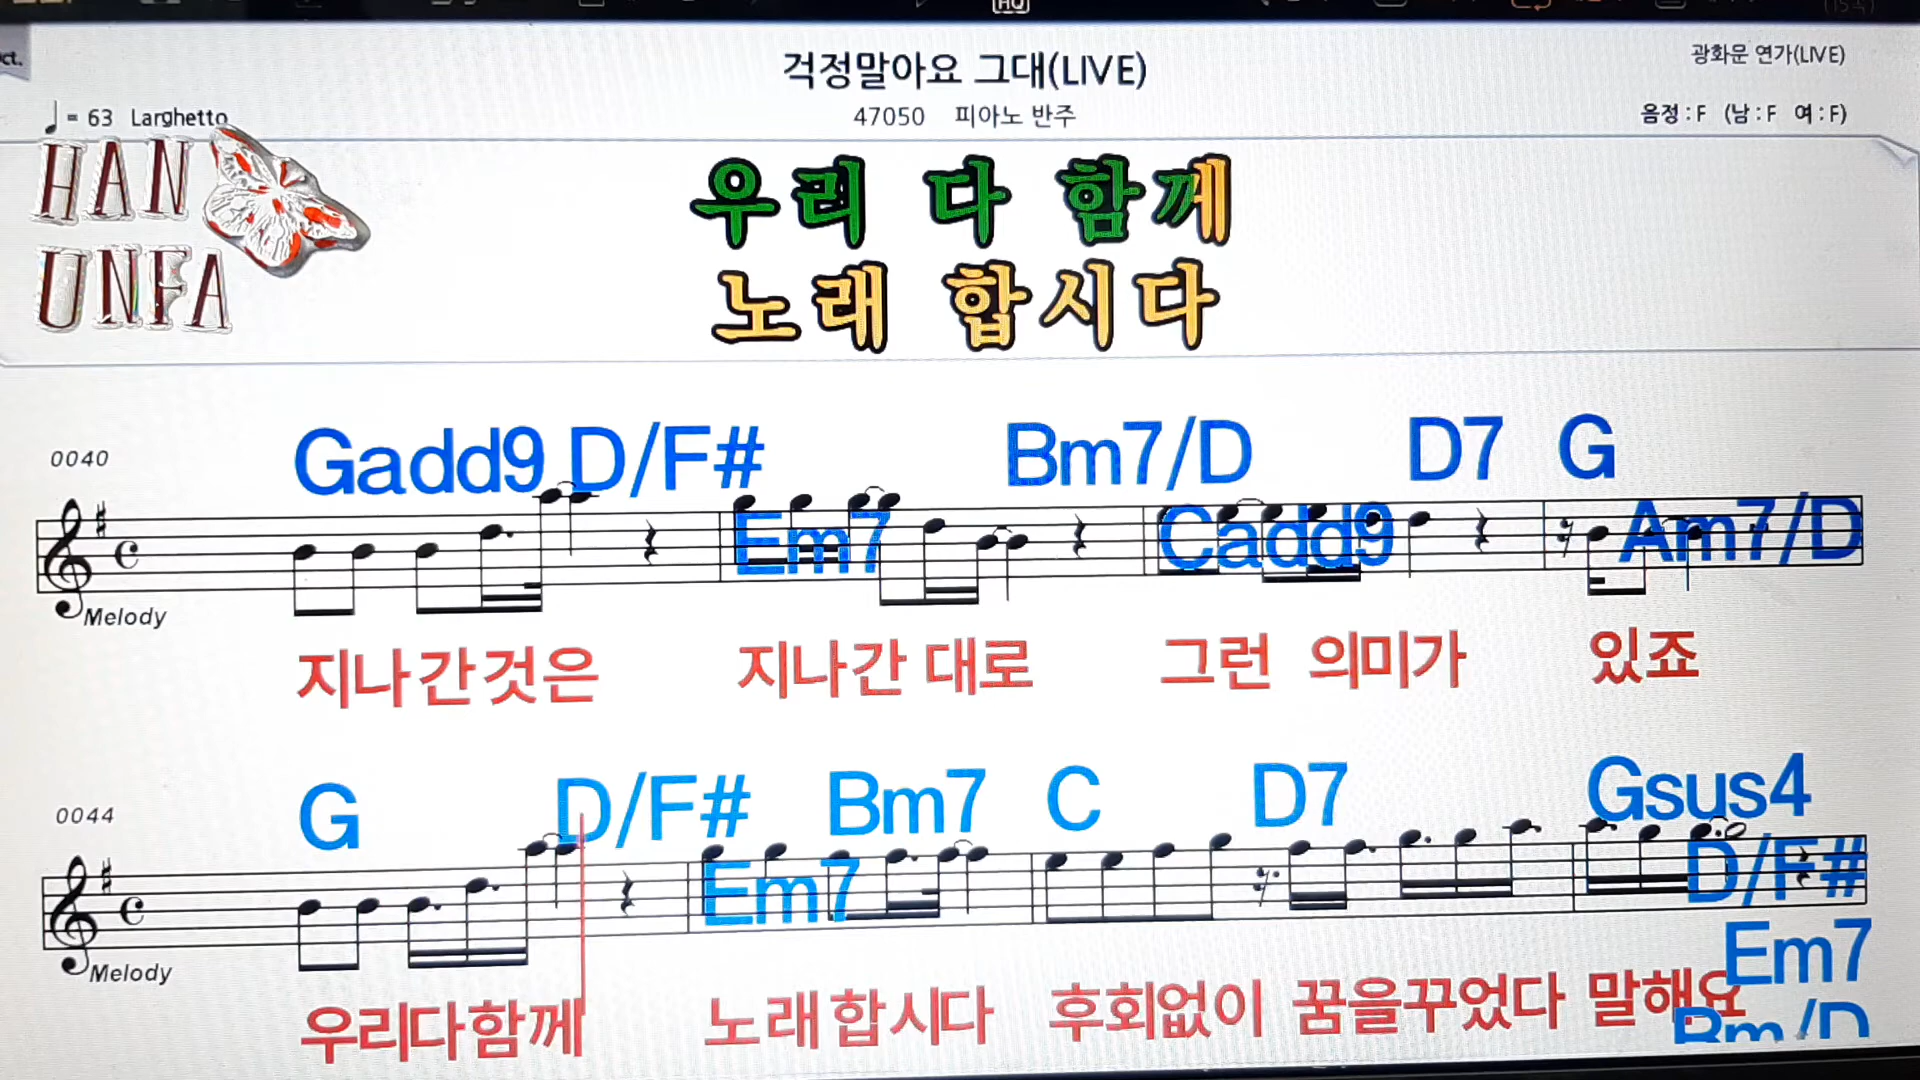 HQ
ct.
걱정말아요 그대(LIVE)
광화문 연가(LIVE)
♩= 63 Larghetto
47050 피아노 반주
음정 : F (남 : F 여 : F)
HAN
UNFA
우리 다 함께
노래 합시다
0040
Gadd9 D/F# Em7 Bm7/D Cadd9 D7 G Am7/D
Melody
지나간것은 지나간 대로 그런 의미가 있죠
0044
G D/F# Em7 Bm7 C D7 Gsus4 D/F#
Em7
Melody
우리다함께 노래합시다 후회없이 꿈을꾸었다 말해요
Bm/D